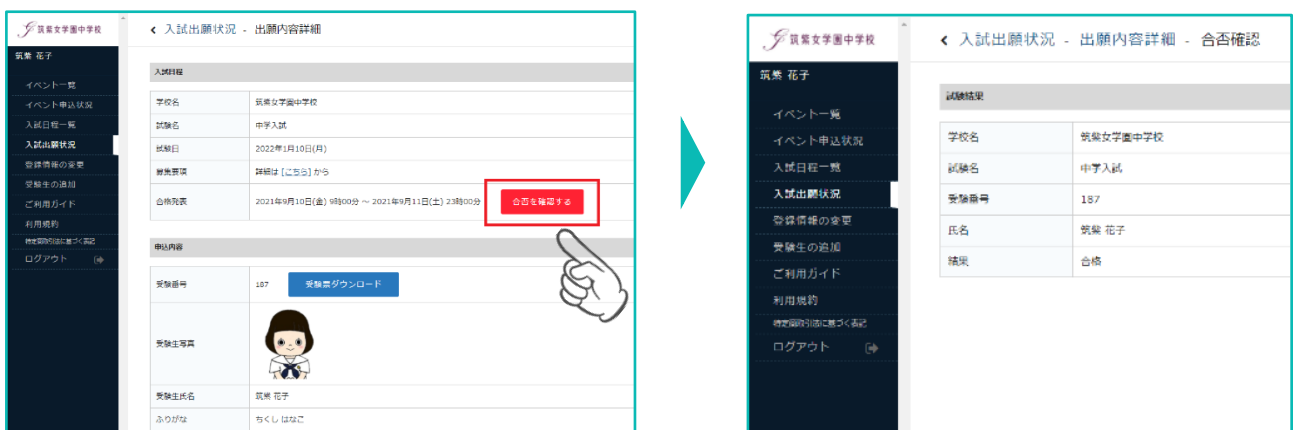 筑紫女学園中学校
筑紫 花子
イベント一覧
イベント申込状況
入試日程一覧
入試出願状況
登録情報の変更
受験生の追加
ご利用ガイド
利用規約
特定商取引法に基づく表記
ログアウト
入試出願状況 - 出願内容詳細
入試日程
学校名 筑紫女学園中学校
試験名 中学入試
試験日 2022年1月10日(月)
募集要項 詳細は [こちら] から
合格発表 2021年9月10日(金) 9時00分 ～ 2021年9月11日(土) 23時00分 合否を確認する
申込内容
受験番号 187 受験票ダウンロード
受験生写真
受験生氏名 筑紫 花子
ふりがな ちくし はなこ
筑紫女学園中学校
筑紫 花子
イベント一覧
イベント申込状況
入試日程一覧
入試出願状況
登録情報の変更
受験生の追加
ご利用ガイド
利用規約
特定商取引法に基づく表記
ログアウト
入試出願状況 - 出願内容詳細 - 合否確認
試験結果
学校名 筑紫女学園中学校
試験名 中学入試
受験番号 187
氏名 筑紫 花子
結果 合格